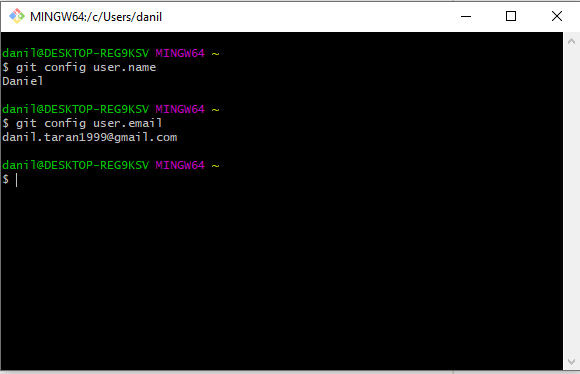 MINGW64:/c/Users/danil
danil@DESKTOP-REG9KSV MINGW64 ~
$ git config user.name
Daniel
danil@DESKTOP-REG9KSV MINGW64 ~
$ git config user.email
danil.taran1999@gmail.com
danil@DESKTOP-REG9KSV MINGW64 ~
$